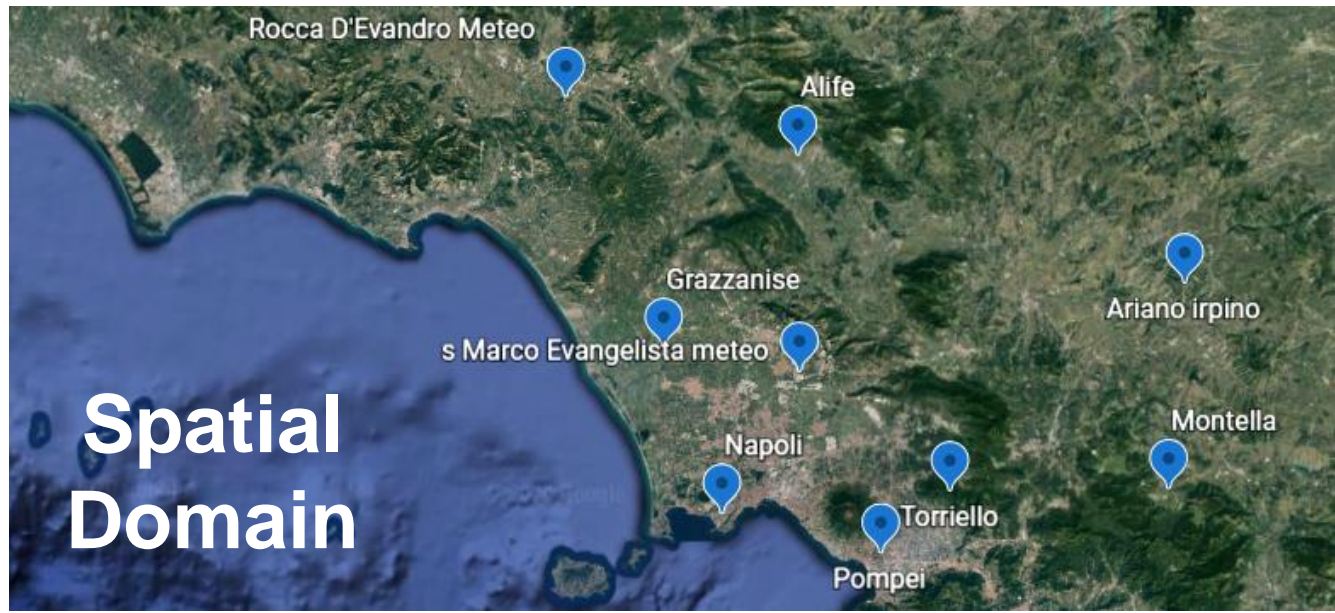 Rocca D'Evandro Meteo
Alife
Grazzanise
Ariano irpino
s Marco Evangelista meteo
Spatial
Domain
Napoli
Montella
Torriello
Pompei